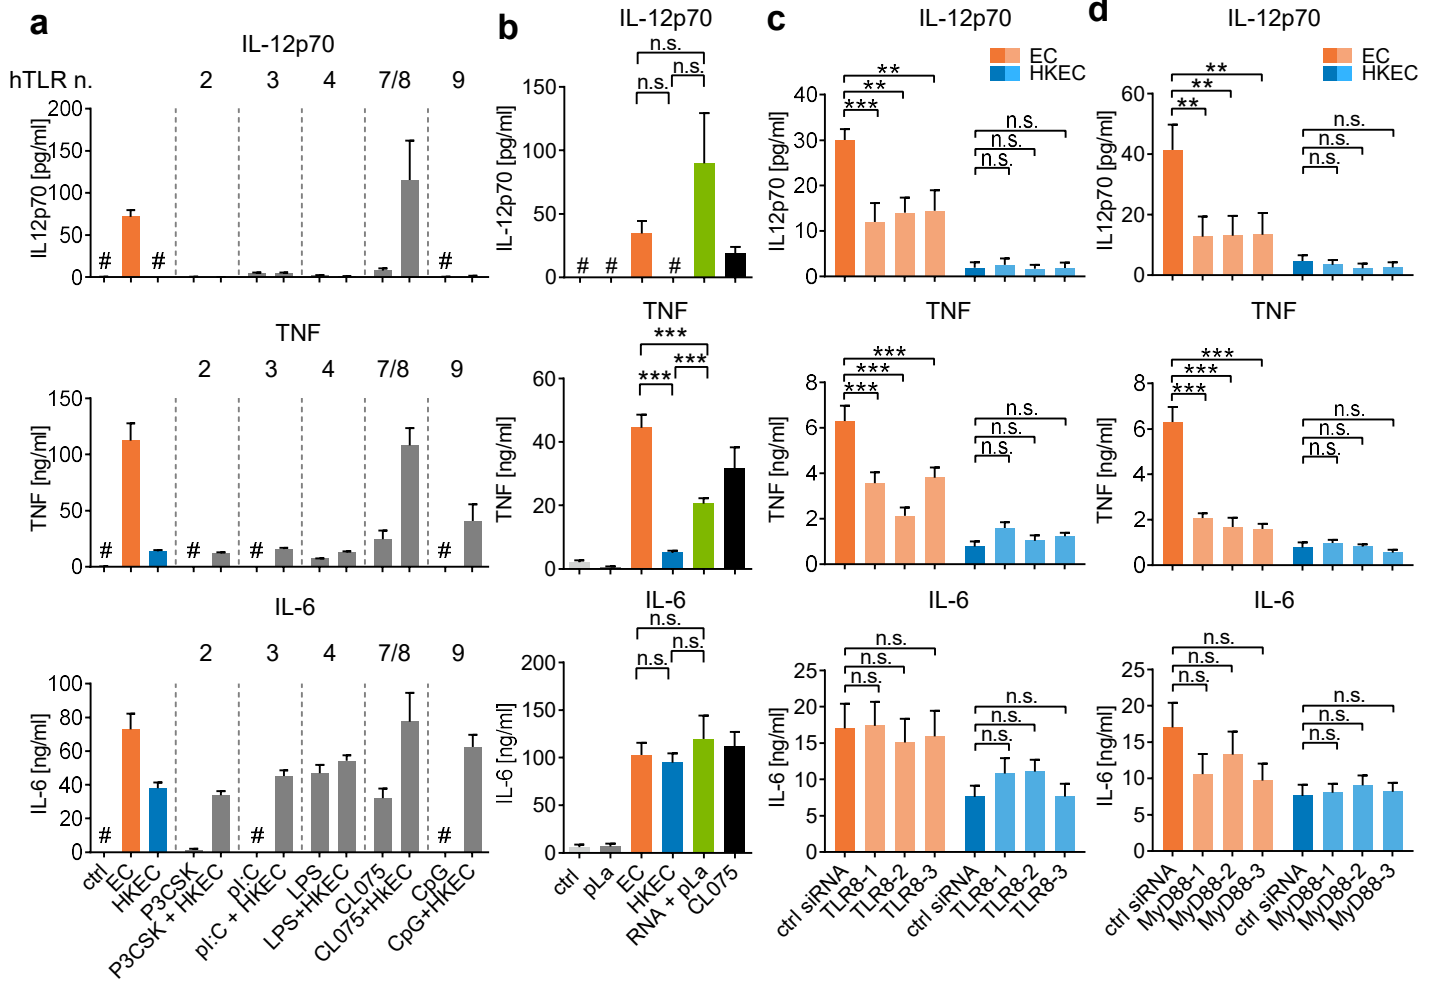 a
IL-12p70
hTLR n. 2 3 4 7/8 9
IL12p70 [pg/ml]
200
150
100
50
0
# # #
TNF
2 3 4 7/8 9
TNF [ng/ml]
150
100
50
0
# # # #
IL-6
2 3 4 7/8 9
IL-6 [ng/ml]
100
80
60
40
20
0
# # #
ctrl
EC
HKEC
P3CSK
P3CSK + HKEC
pI:C
pI:C + HKEC
LPS
LPS+HKEC
CL075
CL075+HKEC
CpG
CpG+HKEC
b
IL-12p70
n.s.
n.s. n.s.
IL-12p70 [pg/ml]
150
100
50
0
# # #
TNF
***
***
***
TNF [ng/ml]
60
40
20
0
IL-6
n.s.
n.s. n.s.
IL-6 [ng/ml]
200
150
100
50
0
ctrl
pLa
EC
HKEC
RNA + pLa
CL075
c
IL-12p70
EC
HKEC
**
**
***
n.s.
n.s.
n.s.
IL12p70 [pg/ml]
40
30
20
10
0
TNF
***
***
***
n.s.
n.s.
n.s.
TNF [ng/ml]
8
6
4
2
0
IL-6
n.s.
n.s.
n.s.
n.s.
n.s.
n.s.
IL-6 [ng/ml]
25
20
15
10
5
0
ctrl siRNA
TLR8-1
TLR8-2
TLR8-3
ctrl siRNA
TLR8-1
TLR8-2
TLR8-3
d
IL-12p70
EC
HKEC
**
**
**
n.s.
n.s.
n.s.
IL12p70 [pg/ml]
60
40
20
0
TNF
***
***
***
n.s.
n.s.
n.s.
TNF [ng/ml]
8
6
4
2
0
IL-6
n.s.
n.s.
n.s.
n.s.
n.s.
n.s.
IL-6 [ng/ml]
25
20
15
10
5
0
ctrl siRNA
MyD88-1
MyD88-2
MyD88-3
ctrl siRNA
MyD88-1
MyD88-2
MyD88-3